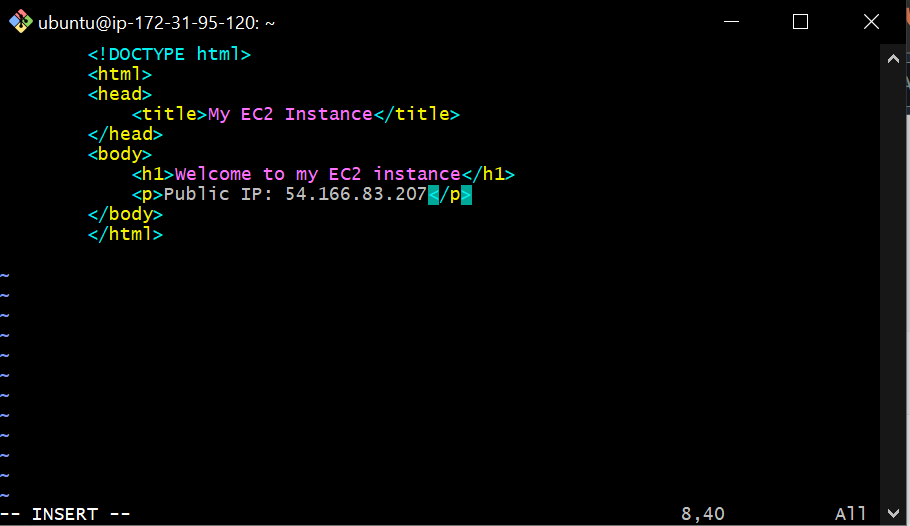 ubuntu@ip-172-31-95-120: ~
<!DOCTYPE html>
<html>
<head>
<title>My EC2 Instance</title>
</head>
<body>
<h1>Welcome to my EC2 instance</h1>
<p>Public IP: 54.166.83.207</p>
</body>
</html>
~
~
~
~
~
~
~
~
~
~
~
~
-- INSERT -- 8,40 All